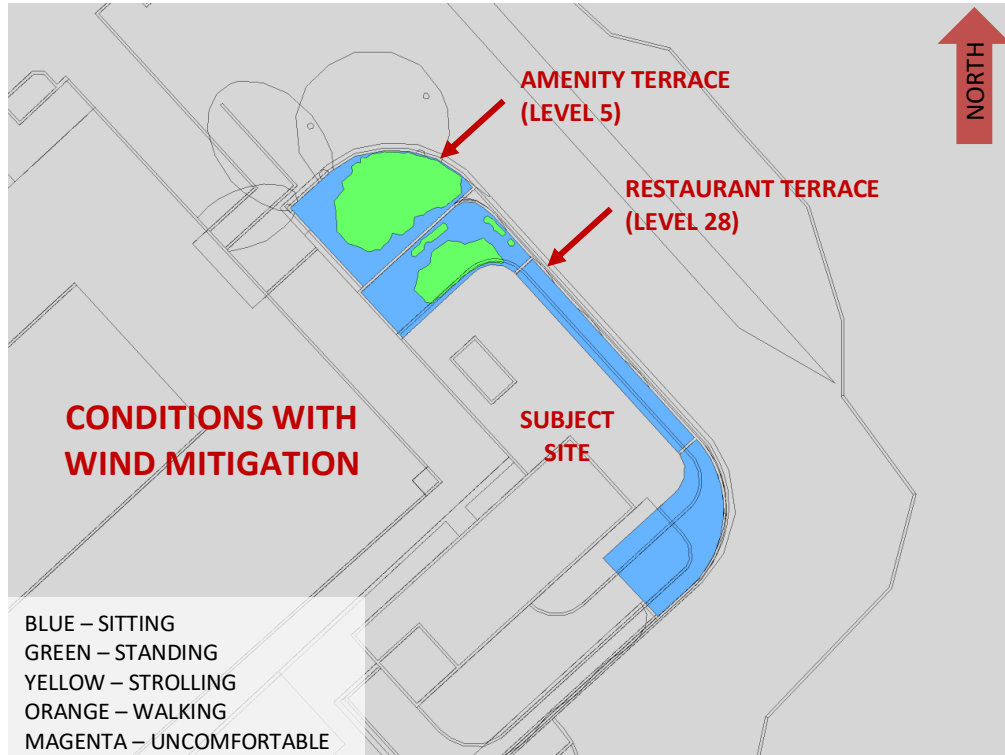 NORTH
AMENITY TERRACE
(LEVEL 5)
RESTAURANT TERRACE
(LEVEL 28)
CONDITIONS WITH
WIND MITIGATION
SUBJECT
SITE
BLUE – SITTING
GREEN – STANDING
YELLOW – STROLLING
ORANGE – WALKING
MAGENTA – UNCOMFORTABLE